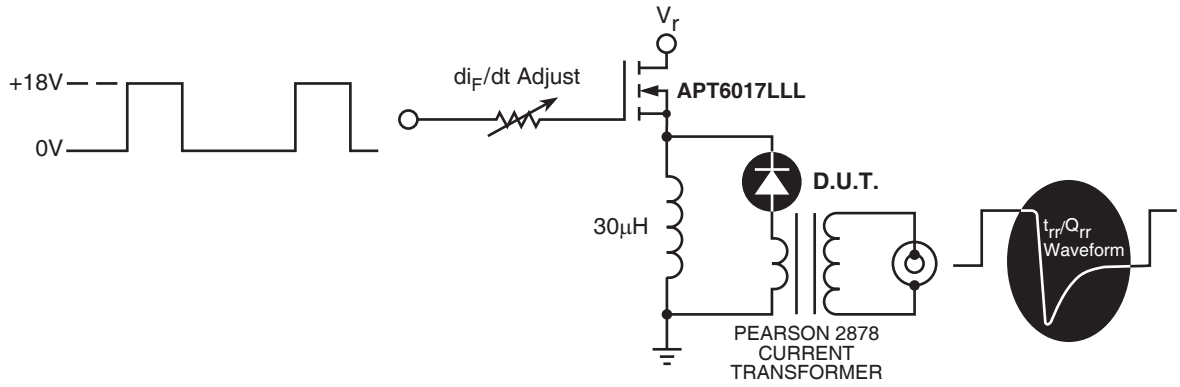 V_r
+18V
0V
di_F/dt Adjust
APT6017LLL
D.U.T.
30μH
t_rr/Q_rr
Waveform
PEARSON 2878
CURRENT
TRANSFORMER